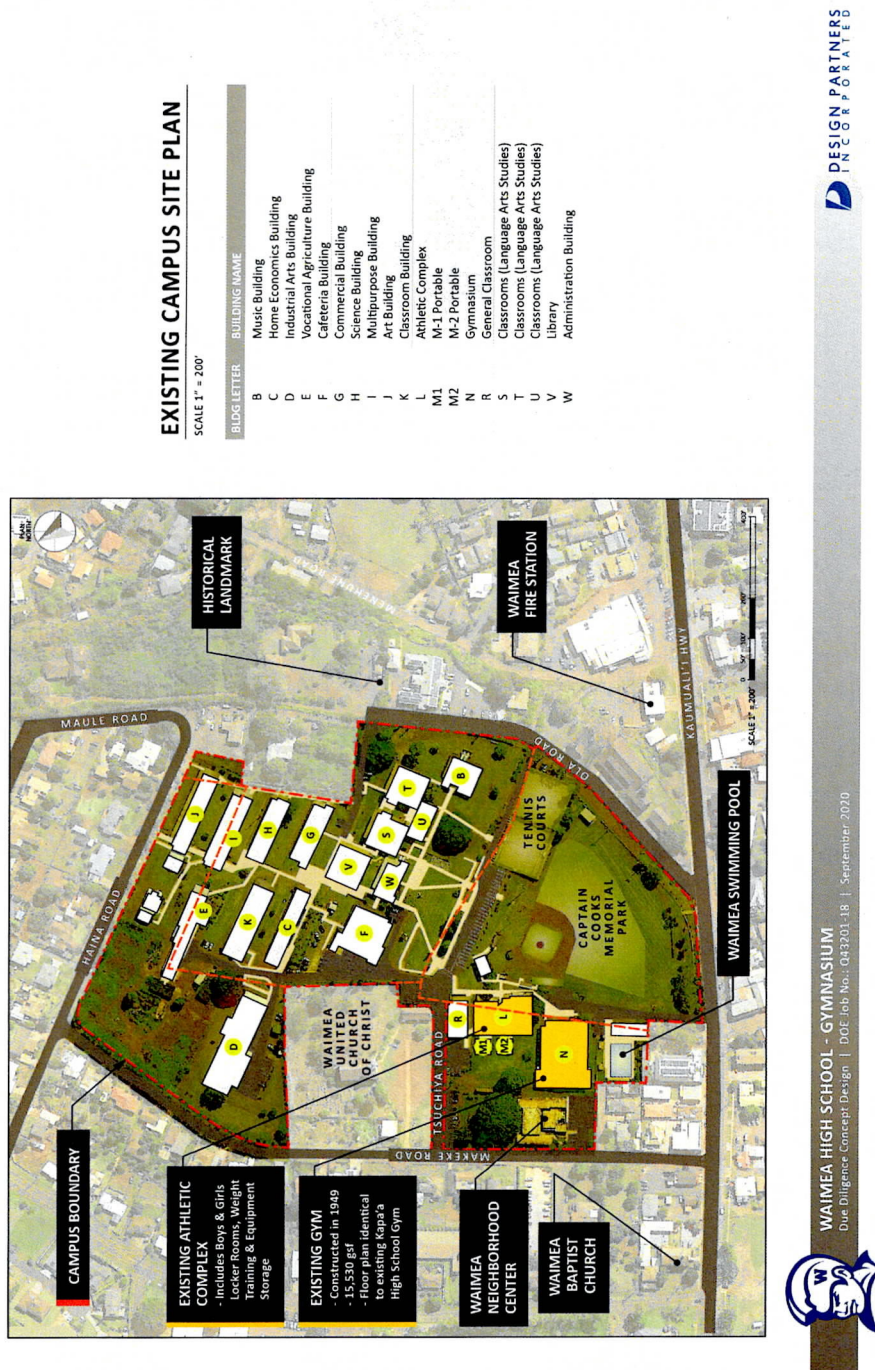 EXISTING CAMPUS SITE PLAN
SCALE 1" = 200'
BLDG LETTER BUILDING NAME
B Music Building
C Home Economics Building
D Industrial Arts Building
E Vocational Agriculture Building
F Cafeteria Building
G Commercial Building
H Science Building
I Multipurpose Building
J Art Building
K Classroom Building
L Athletic Complex
M1 M-1 Portable
M2 M-2 Portable
N Gymnasium
R General Classroom
S Classrooms (Language Arts Studies)
T Classrooms (Language Arts Studies)
U Classrooms (Language Arts Studies)
V Library
W Administration Building
PLAN
NORTH
HISTORICAL
LANDMARK
WAIMEA
FIRE STATION
MAULE ROAD
HAINA ROAD
OLA ROAD
KAUMUALI'I HWY
MAKEKE ROAD
TSUCHIYA ROAD
CAMPUS BOUNDARY
WAIMEA
UNITED
CHURCH
OF CHRIST
TENNIS
COURTS
CAPTAIN
COOKS
MEMORIAL
PARK
J
I
H
G
E
K
C
D
V
S
T
U
W
B
F
R
L
M1
M2
N
EXISTING ATHLETIC
COMPLEX
- Includes Boys & Girls
Locker Rooms, Weight
Training & Equipment
Storage
EXISTING GYM
- Constructed in 1949
- 15,530 gsf
- Floor plan identical
to existing Kapa'a
High School Gym
WAIMEA
NEIGHBORHOOD
CENTER
WAIMEA
BAPTIST
CHURCH
WAIMEA SWIMMING POOL
0 50' 100' 200' 400'
SCALE 1" = 200'
W
WAIMEA HIGH SCHOOL - GYMNASIUM
Due Diligence Concept Design | DOE Job No.: Q43201-18 | September 2020
DESIGN PARTNERS
INCORPORATED